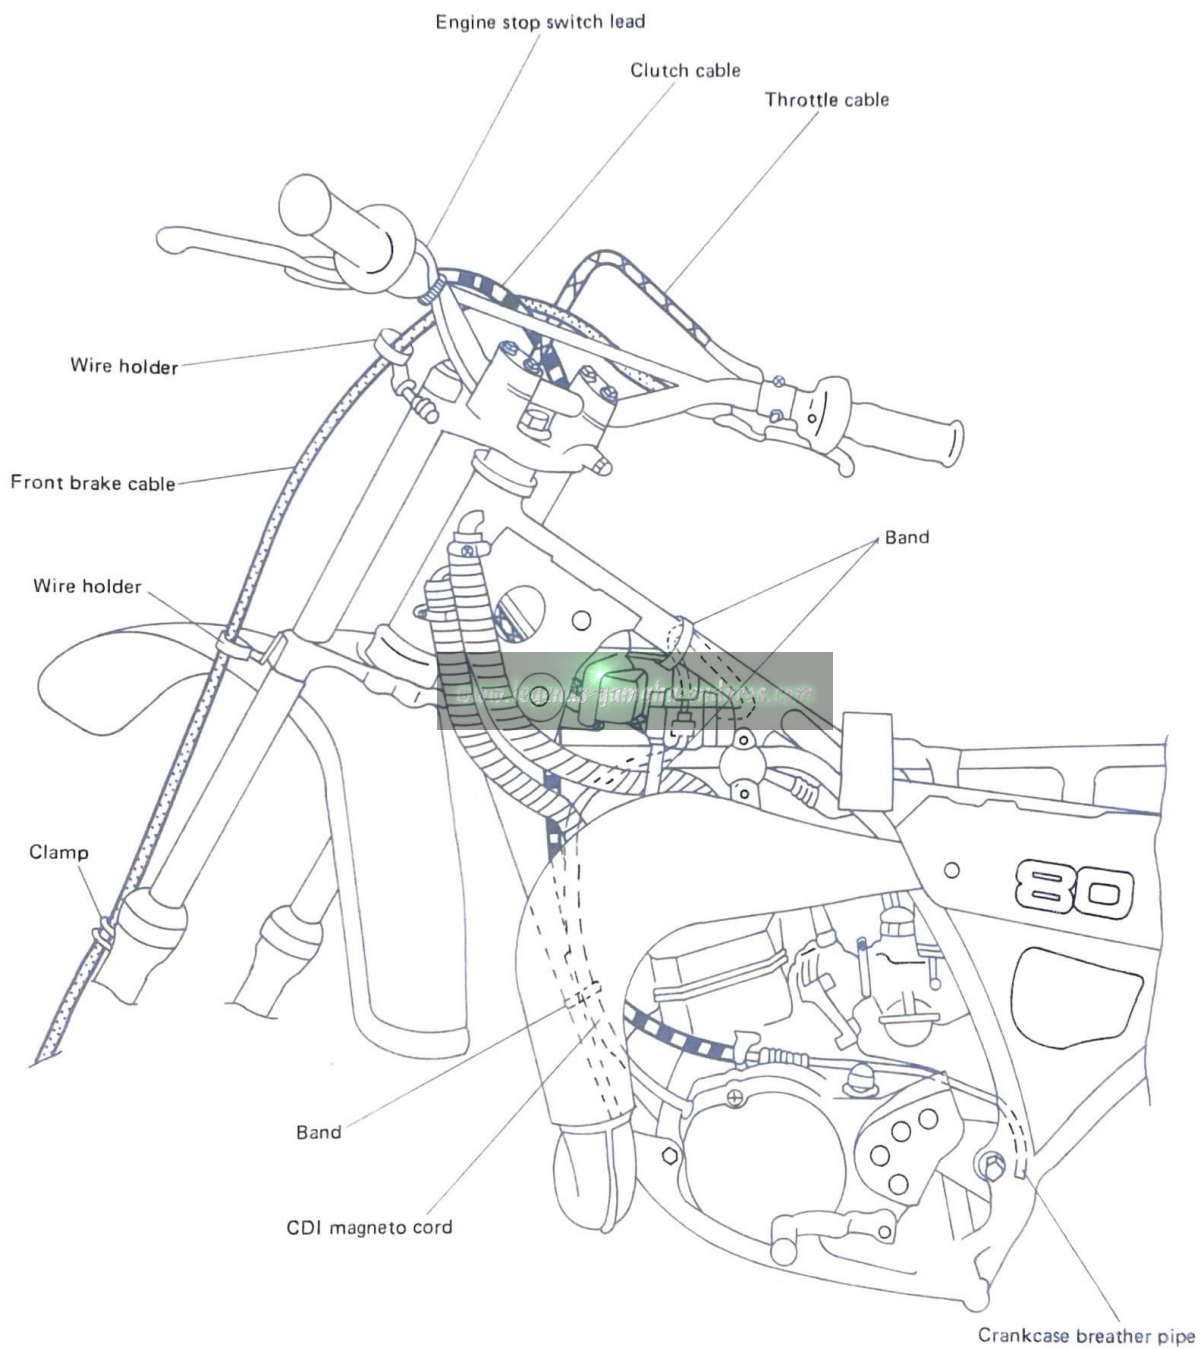 Engine stop switch lead
Clutch cable
Throttle cable
Wire holder
Front brake cable
Band
Wire holder
Clamp
80
Band
CDI magneto cord
Crankcase breather pipe